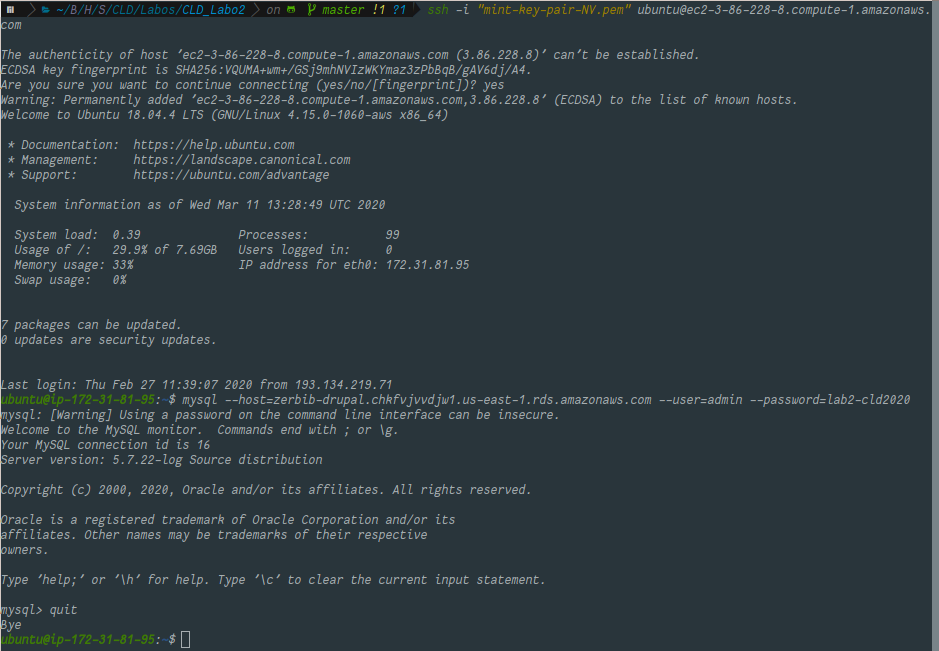 ~/B/H/S/CLD/Labos/CLD_Labo2 on master !1 ?1 ssh -i "mint-key-pair-NV.pem" ubuntu@ec2-3-86-228-8.compute-1.amazonaws.
com
The authenticity of host 'ec2-3-86-228-8.compute-1.amazonaws.com (3.86.228.8)' can't be established.
ECDSA key fingerprint is SHA256:VQUMA+wm+/GSj9mhNVIzWKYmaz3zPbBqB/gAV6dj/A4.
Are you sure you want to continue connecting (yes/no/[fingerprint])? yes
Warning: Permanently added 'ec2-3-86-228-8.compute-1.amazonaws.com,3.86.228.8' (ECDSA) to the list of known hosts.
Welcome to Ubuntu 18.04.4 LTS (GNU/Linux 4.15.0-1060-aws x86_64)
* Documentation: https://help.ubuntu.com
* Management: https://landscape.canonical.com
* Support: https://ubuntu.com/advantage
System information as of Wed Mar 11 13:28:49 UTC 2020
System load: 0.39 Processes: 99
Usage of /: 29.9% of 7.69GB Users logged in: 0
Memory usage: 33% IP address for eth0: 172.31.81.95
Swap usage: 0%
7 packages can be updated.
0 updates are security updates.
Last login: Thu Feb 27 11:39:07 2020 from 193.134.219.71
ubuntu@ip-172-31-81-95:~$ mysql --host=zerbib-drupal.chkfvjvvdjw1.us-east-1.rds.amazonaws.com --user=admin --password=lab2-cld2020
mysql: [Warning] Using a password on the command line interface can be insecure.
Welcome to the MySQL monitor. Commands end with ; or \g.
Your MySQL connection id is 16
Server version: 5.7.22-log Source distribution
Copyright (c) 2000, 2020, Oracle and/or its affiliates. All rights reserved.
Oracle is a registered trademark of Oracle Corporation and/or its
affiliates. Other names may be trademarks of their respective
owners.
Type 'help;' or '\h' for help. Type '\c' to clear the current input statement.
mysql> quit
Bye
ubuntu@ip-172-31-81-95:~$